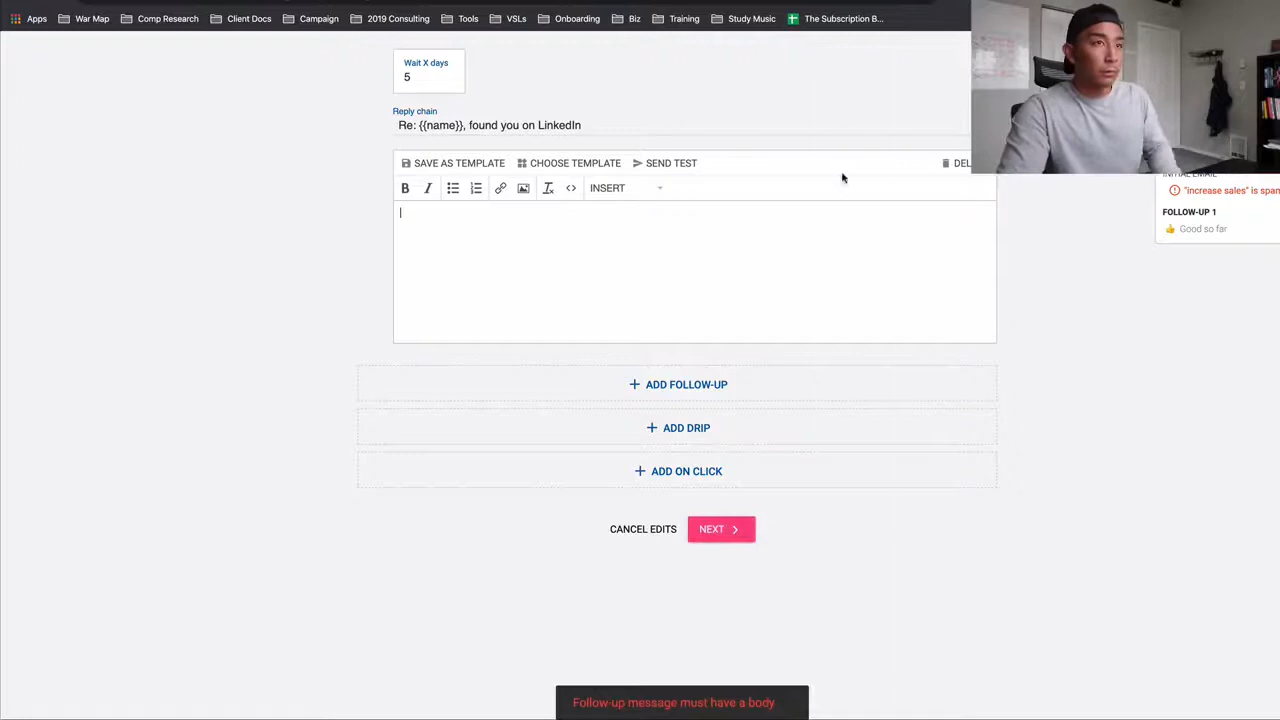 Apps War Map Comp Research Client Docs Campaign 2019 Consulting Tools VSLs Onboarding Biz Training Study Music The Subscription B...
Wait X days
5
Reply chain
Re: {{name}}, found you on LinkedIn
SAVE AS TEMPLATE CHOOSE TEMPLATE SEND TEST DEL
B I INSERT
INITIAL EMAIL
"increase sales" is spam
FOLLOW-UP 1
Good so far
+ ADD FOLLOW-UP
+ ADD DRIP
+ ADD ON CLICK
CANCEL EDITS NEXT >
Follow-up message must have a body